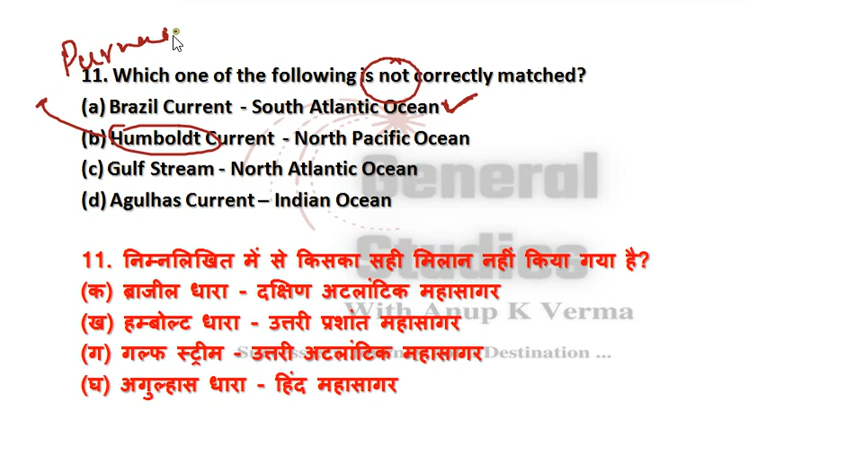 11. Which one of the following is not correctly matched?
(a) Brazil Current - South Atlantic Ocean
(b) Humboldt Current - North Pacific Ocean
(c) Gulf Stream - North Atlantic Ocean
(d) Agulhas Current – Indian Ocean
General
Studies
11. निम्नलिखित में से किसका सही मिलान नहीं किया गया है?
(क) ब्राजील धारा - दक्षिण अटलांटिक महासागर
With Anup K Verma
(ख) हम्बोल्ट धारा - उत्तरी प्रशांत महासागर
(ग) गल्फ स्ट्रीम - उत्तरी अटलांटिक महासागर
Destination ...
(घ) अगुल्हास धारा - हिंद महासागर